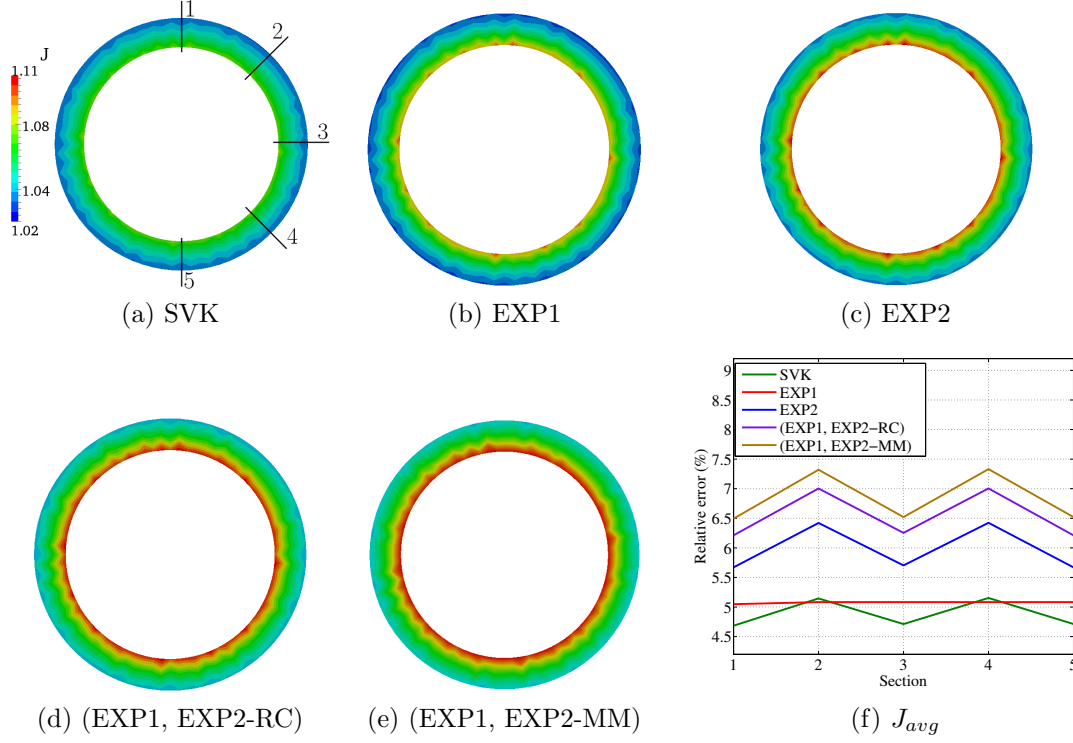 J
1.11
1.08
1.04
1.02
1
2
3
4
5
(a) SVK
(b) EXP1
(c) EXP2
(d) (EXP1, EXP2-RC)
(e) (EXP1, EXP2-MM)
SVK
EXP1
EXP2
(EXP1, EXP2−RC)
(EXP1, EXP2−MM)
Relative error (%)
9
8.5
8
7.5
7
6.5
6
5.5
5
4.5
1 2 3 4 5
Section
(f) J_avg